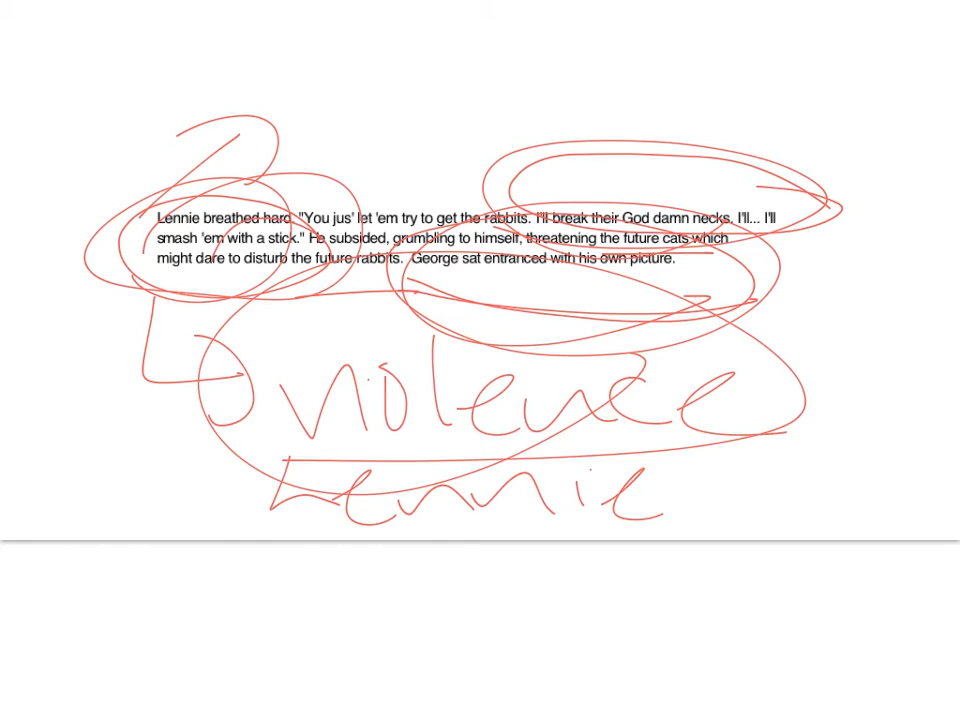 Lennie breathed hard. "You jus' let 'em try to get the rabbits. I'll break their God damn necks. I'll... I'll
smash 'em with a stick." He subsided, grumbling to himself, threatening the future cats which
might dare to disturb the future rabbits.  George sat entranced with his own picture.
violence
Lennie